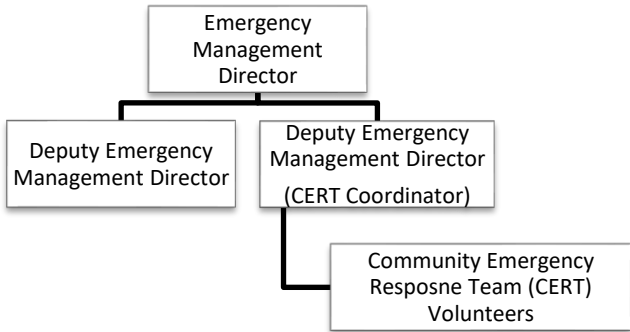 Emergency
Management
Director
Deputy Emergency
Management Director
Deputy Emergency
Management Director
(CERT Coordinator)
Community Emergency
Resposne Team (CERT)
Volunteers